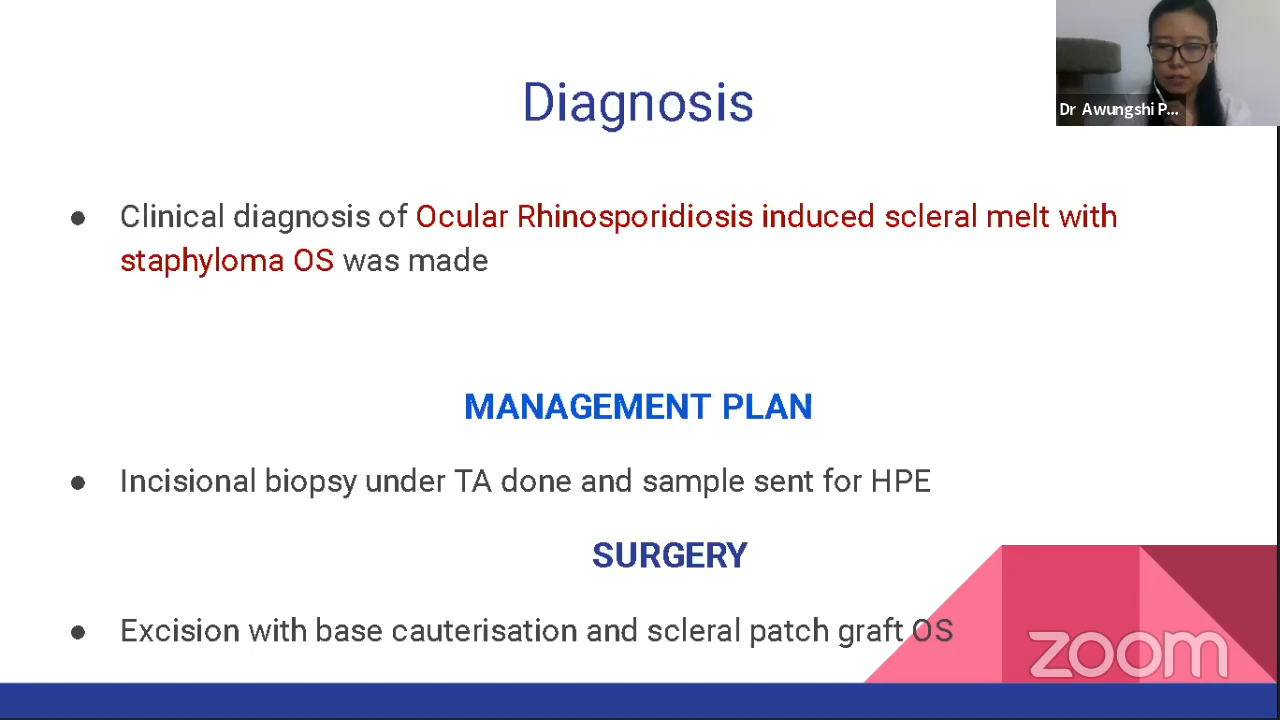 Diagnosis
Dr Awungshi P...
● Clinical diagnosis of Ocular Rhinosporidiosis induced scleral melt with
staphyloma OS was made
MANAGEMENT PLAN
● Incisional biopsy under TA done and sample sent for HPE
SURGERY
● Excision with base cauterisation and scleral patch graft OS
zoom